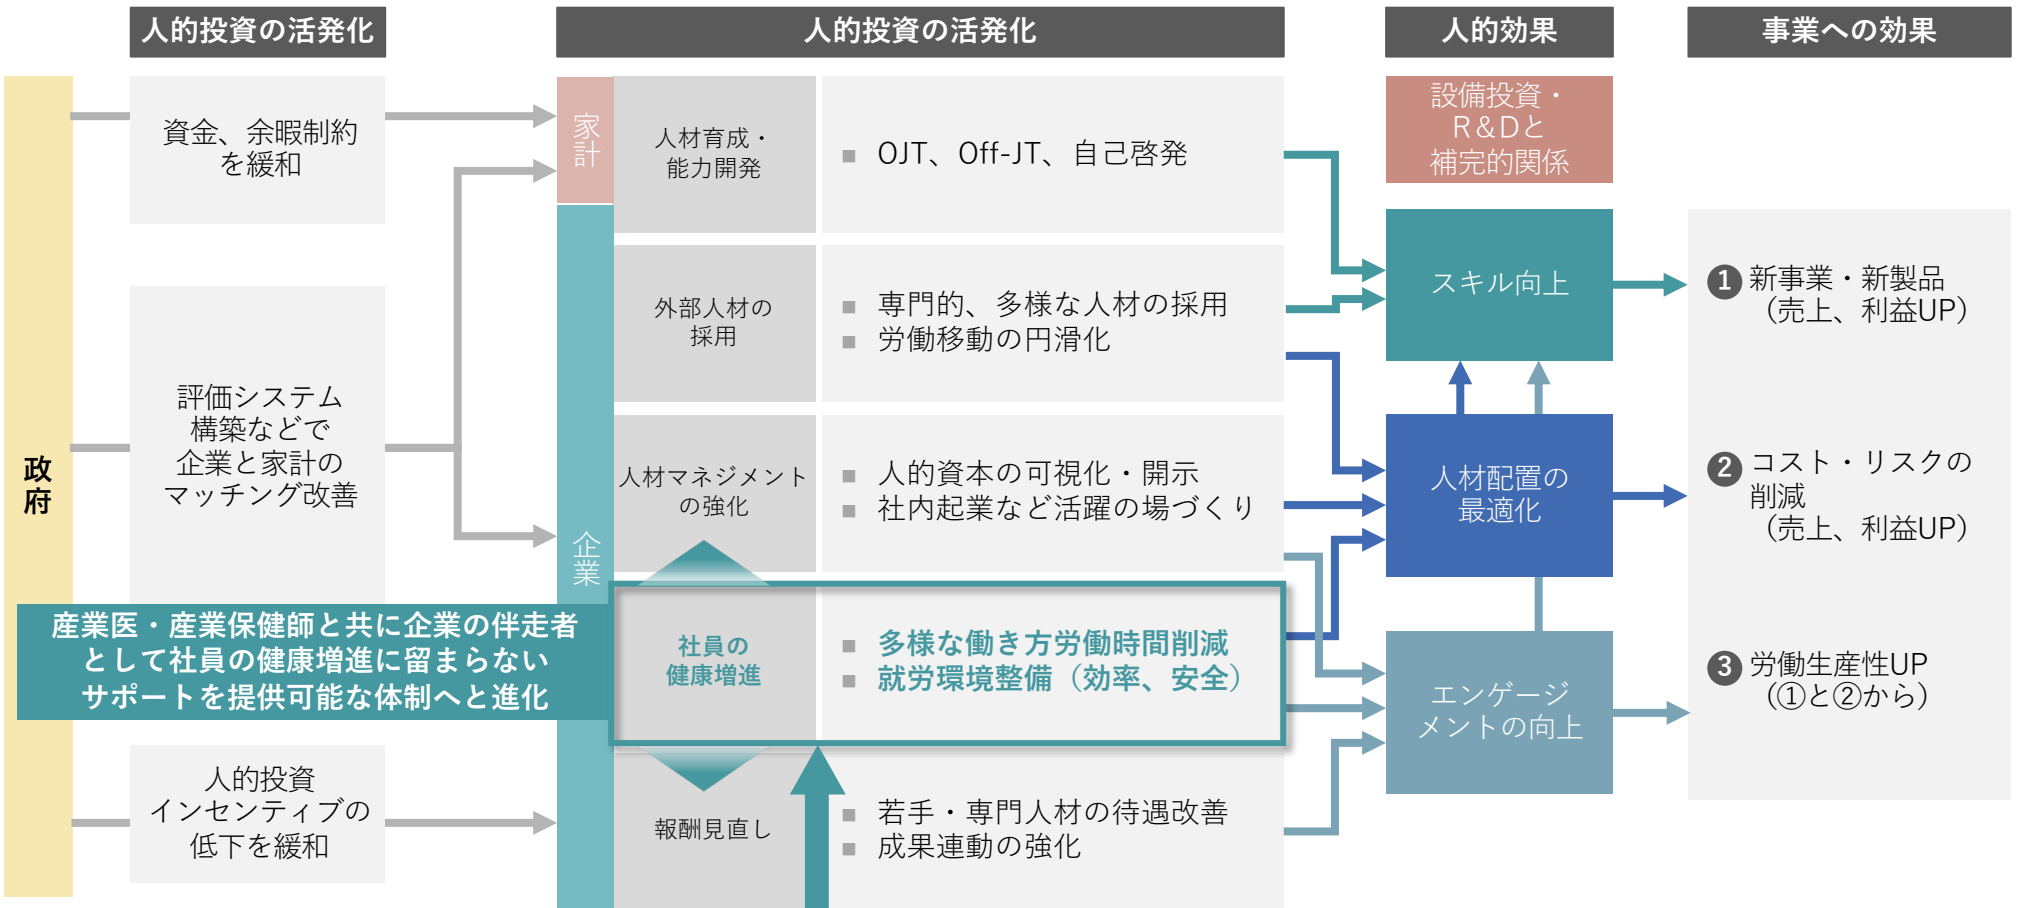 人的投資の活発化
人的投資の活発化
人的効果
事業への効果
政
府
資金、余暇制約
を緩和
評価システム
構築などで
企業と家計の
マッチング改善
産業医・産業保健師と共に企業の伴走者
として社員の健康増進に留まらない
サポートを提供可能な体制へと進化
人的投資
インセンティブの
低下を緩和
家
計
企
業
人材育成・
能力開発
■ OJT、Off-JT、自己啓発
外部人材の
採用
■ 専門的、多様な人材の採用
■ 労働移動の円滑化
人材マネジメント
の強化
■ 人的資本の可視化・開示
■ 社内起業など活躍の場づくり
社員の
健康増進
■ 多様な働き方労働時間削減
■ 就労環境整備（効率、安全）
報酬見直し
■ 若手・専門人材の待遇改善
■ 成果連動の強化
設備投資・
R＆Dと
補完的関係
スキル向上
人材配置の
最適化
エンゲージ
メントの向上
❶ 新事業・新製品
（売上、利益UP）
❷ コスト・リスクの
削減
（売上、利益UP）
❸ 労働生産性UP
（①と②から）